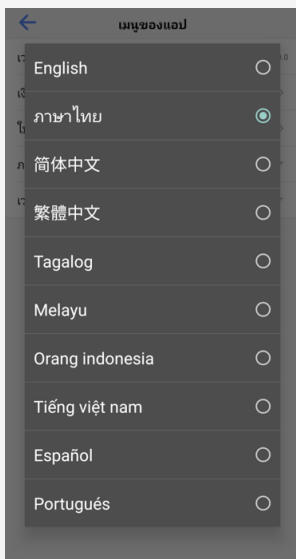 เมนูของแอป
English
ภาษาไทย
简体中文
繁體中文
Tagalog
Melayu
Orang indonesia
Tiếng việt nam
Español
Portugués